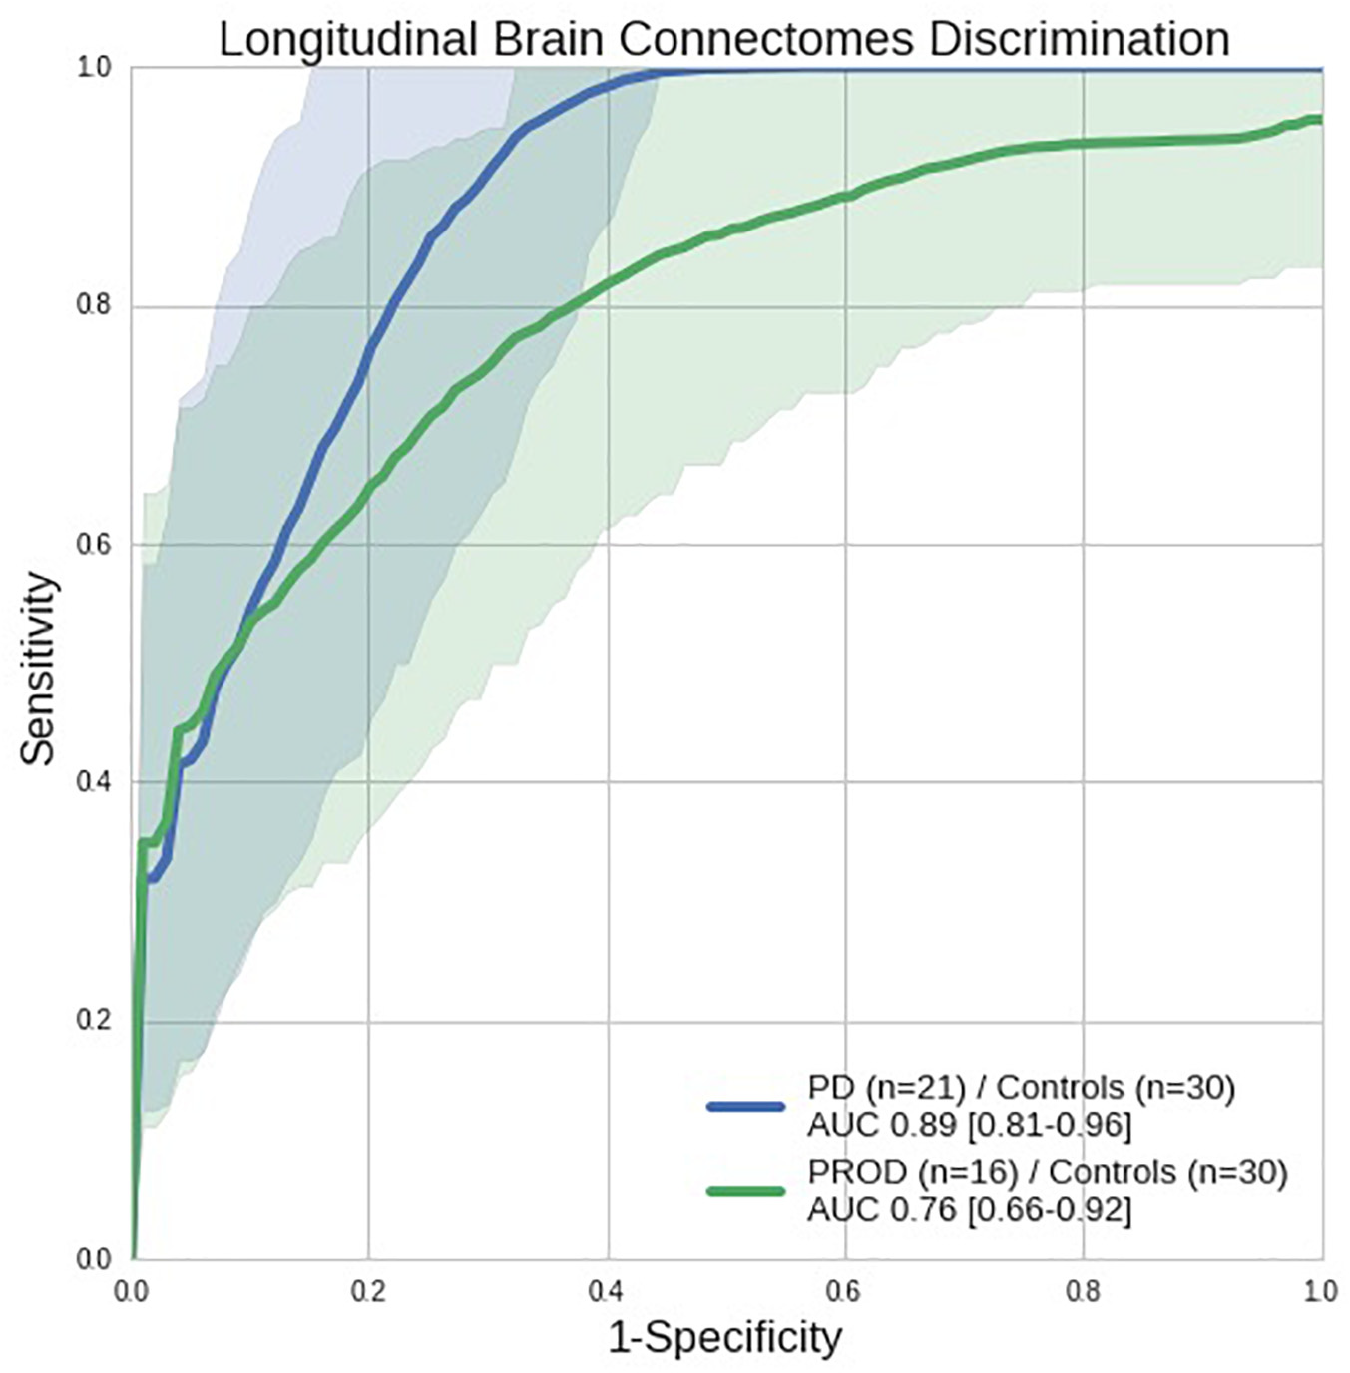 Longitudinal Brain Connectomes Discrimination
1.0
0.8
0.6
0.4
0.2
0.0
Sensitivity
PD (n=21) / Controls (n=30)
AUC 0.89 [0.81-0.96]
PROD (n=16) / Controls (n=30)
AUC 0.76 [0.66-0.92]
0.0 0.2 0.4 0.6 0.8 1.0
1-Specificity